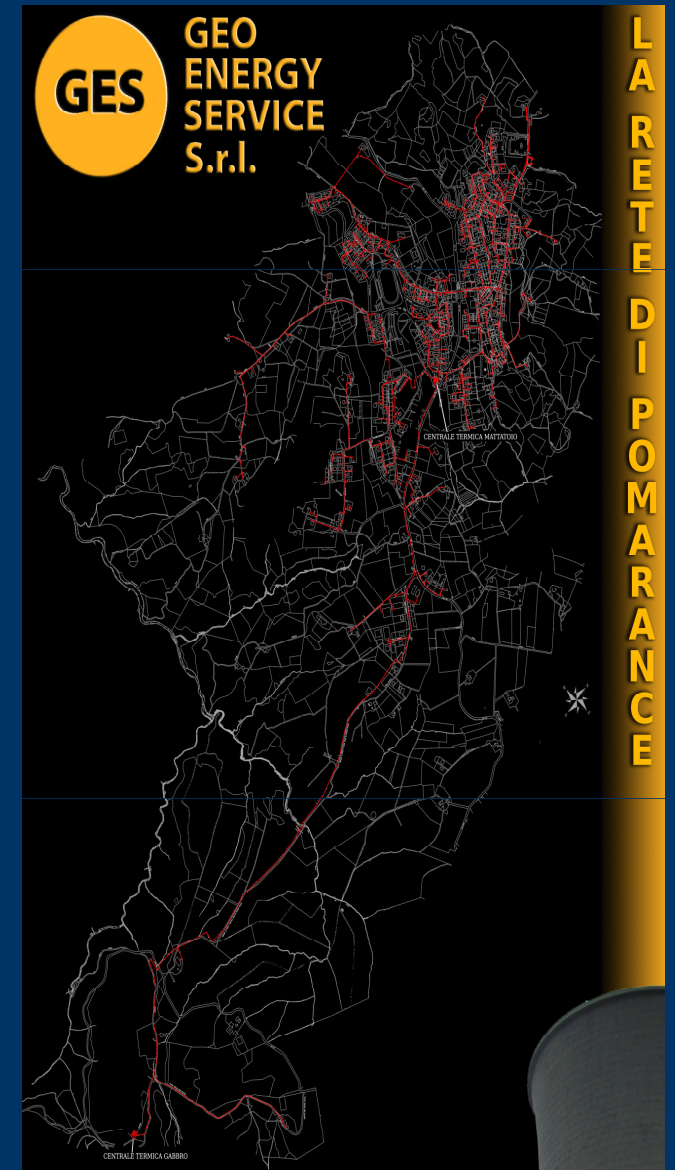 GES
GEO
ENERGY
SERVICE
S.r.l.
LA RETE DI POMARANCE
CENTRALE TERMICA MATTATOIO
CENTRALE TERMICA GABBRO